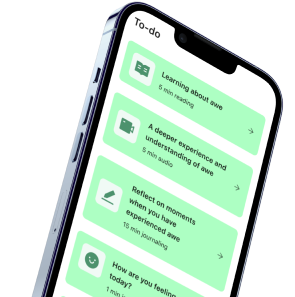 To-do
Learning about awe
5 min reading
A deeper experience and
understanding of awe
5 min audio
Reflect on moments
when you have
experienced awe
15 min journaling
How are you feeling
today?
1 min